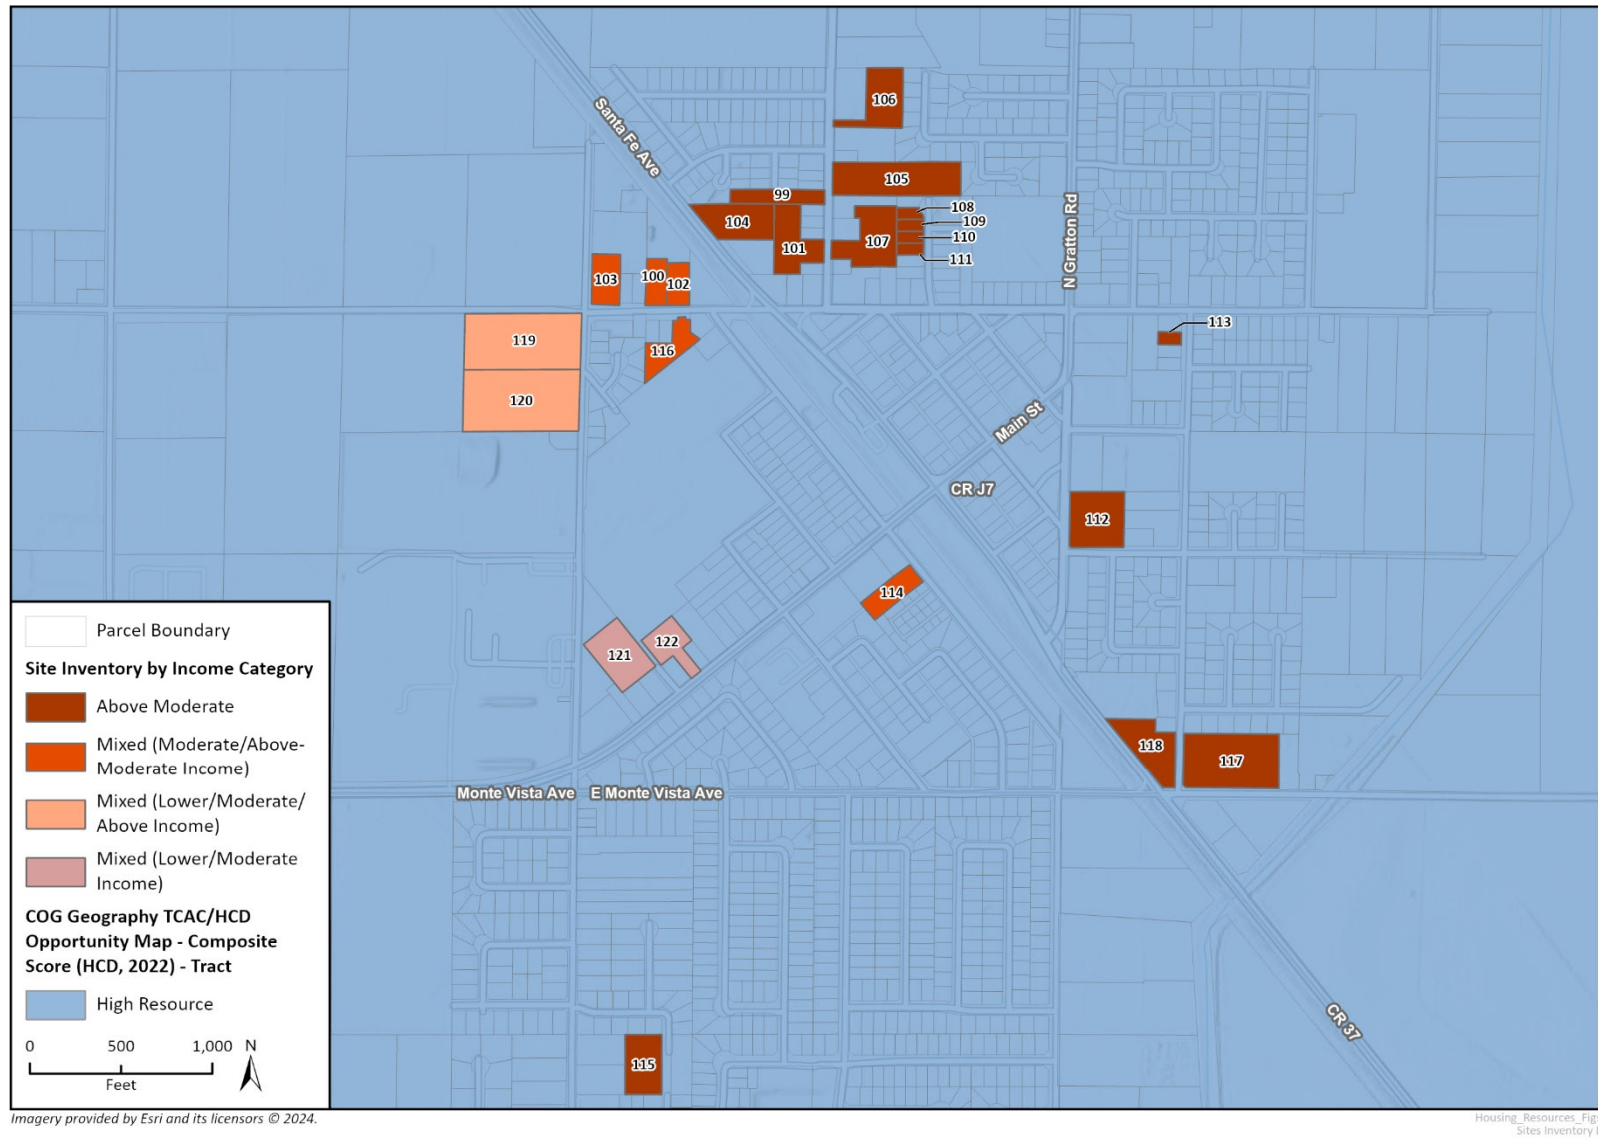 106
Santa Fe Ave
105
99
108
104
109
107
110
101
111
N Gratton Rd
103
100
102
113
119
116
120
Main St
CR J7
112
114
122
121
118
117
Monte Vista Ave
E Monte Vista Ave
CR 37
115
Parcel Boundary
Site Inventory by Income Category
Above Moderate
Mixed (Moderate/Above-
Moderate Income)
Mixed (Lower/Moderate/
Above Income)
Mixed (Lower/Moderate
Income)
COG Geography TCAC/HCD
Opportunity Map - Composite
Score (HCD, 2022) - Tract
High Resource
0 500 1,000 N
Feet
Imagery provided by Esri and its licensors © 2024.
Housing_Resources_Fig
Sites Inventory